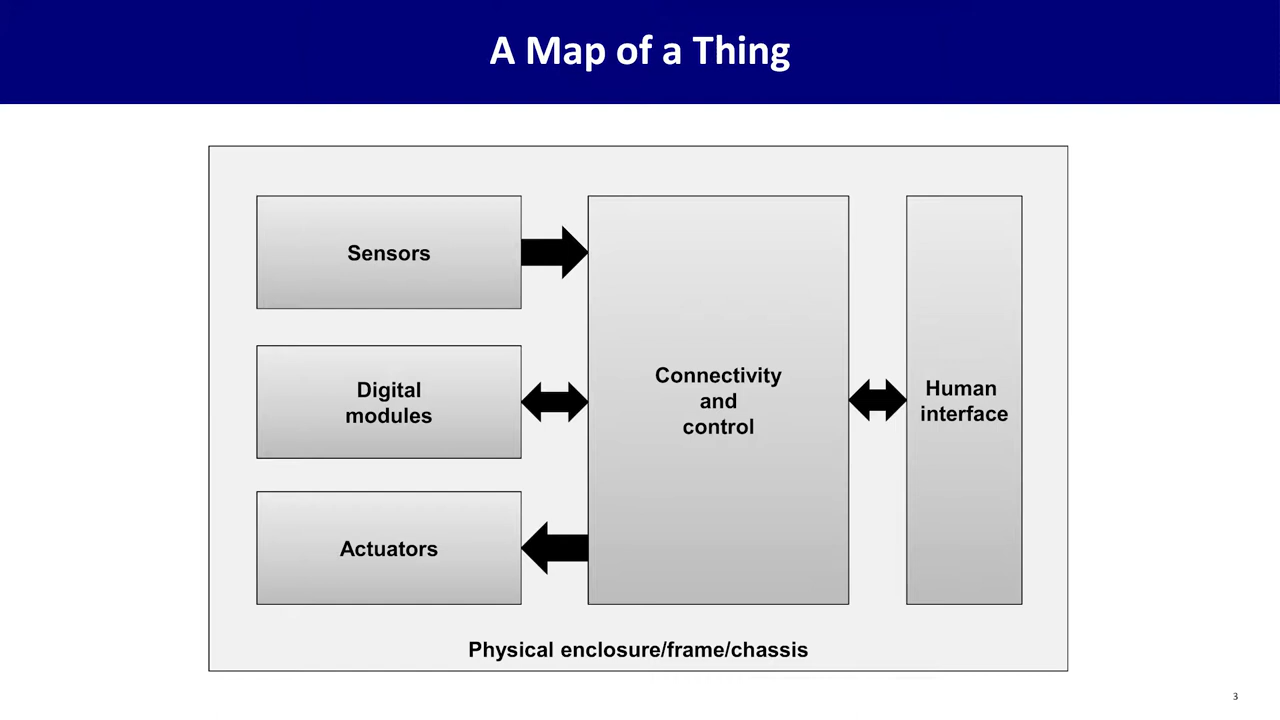 A Map of a Thing
Sensors
Digital
modules
Actuators
Connectivity
and
control
Human
interface
Physical enclosure/frame/chassis
3